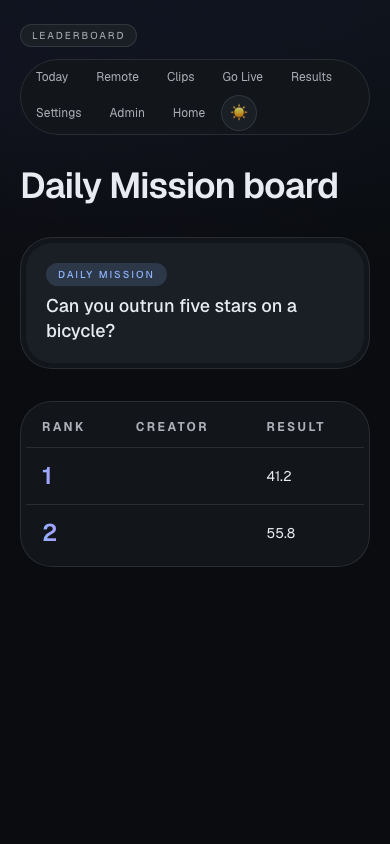 LEADERBOARD
Today Remote Clips Go Live Results
Settings Admin Home
Daily Mission board
DAILY MISSION
Can you outrun five stars on a
bicycle?
RANK CREATOR RESULT
1 41.2
2 55.8